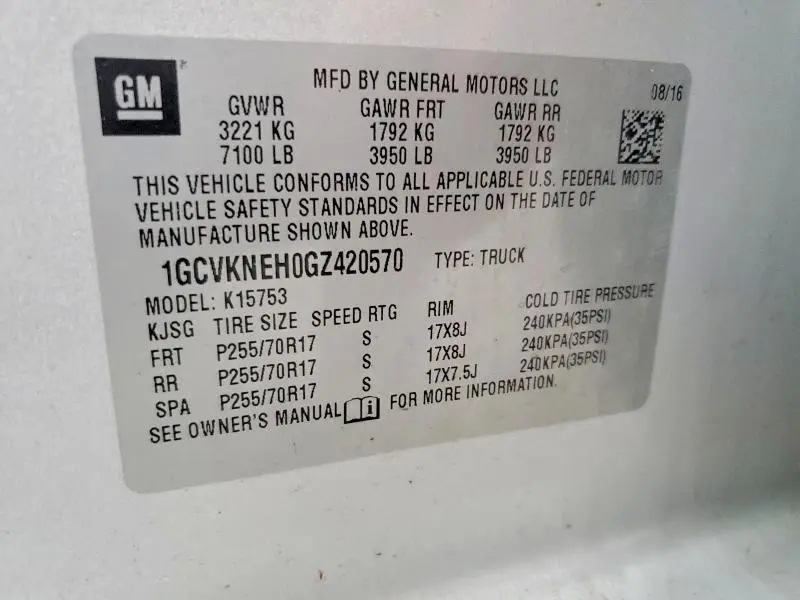 GM
MFD BY GENERAL MOTORS LLC 08/16
GVWR GAWR FRT GAWR RR
3221 KG 1792 KG 1792 KG
7100 LB 3950 LB 3950 LB
THIS VEHICLE CONFORMS TO ALL APPLICABLE U.S. FEDERAL MOTOR
VEHICLE SAFETY STANDARDS IN EFFECT ON THE DATE OF
MANUFACTURE SHOWN ABOVE.
1GCVKNEH0GZ420570 TYPE: TRUCK
MODEL: K15753
KJSG TIRE SIZE SPEED RTG RIM COLD TIRE PRESSURE
FRT P255/70R17 S 17X8J 240KPA(35PSI)
RR P255/70R17 S 17X8J 240KPA(35PSI)
SPA P255/70R17 S 17X7.5J 240KPA(35PSI)
SEE OWNER'S MANUAL i FOR MORE INFORMATION.